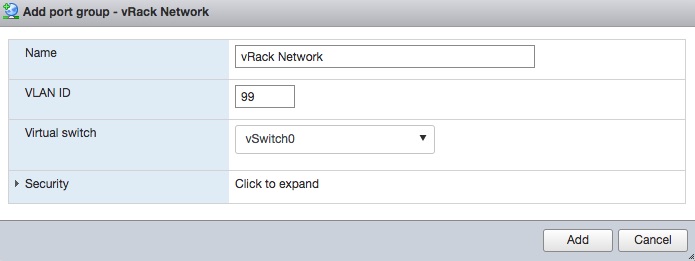 Add port group - vRack Network
Name vRack Network
VLAN ID 99
Virtual switch vSwitch0
Security Click to expand
Add Cancel